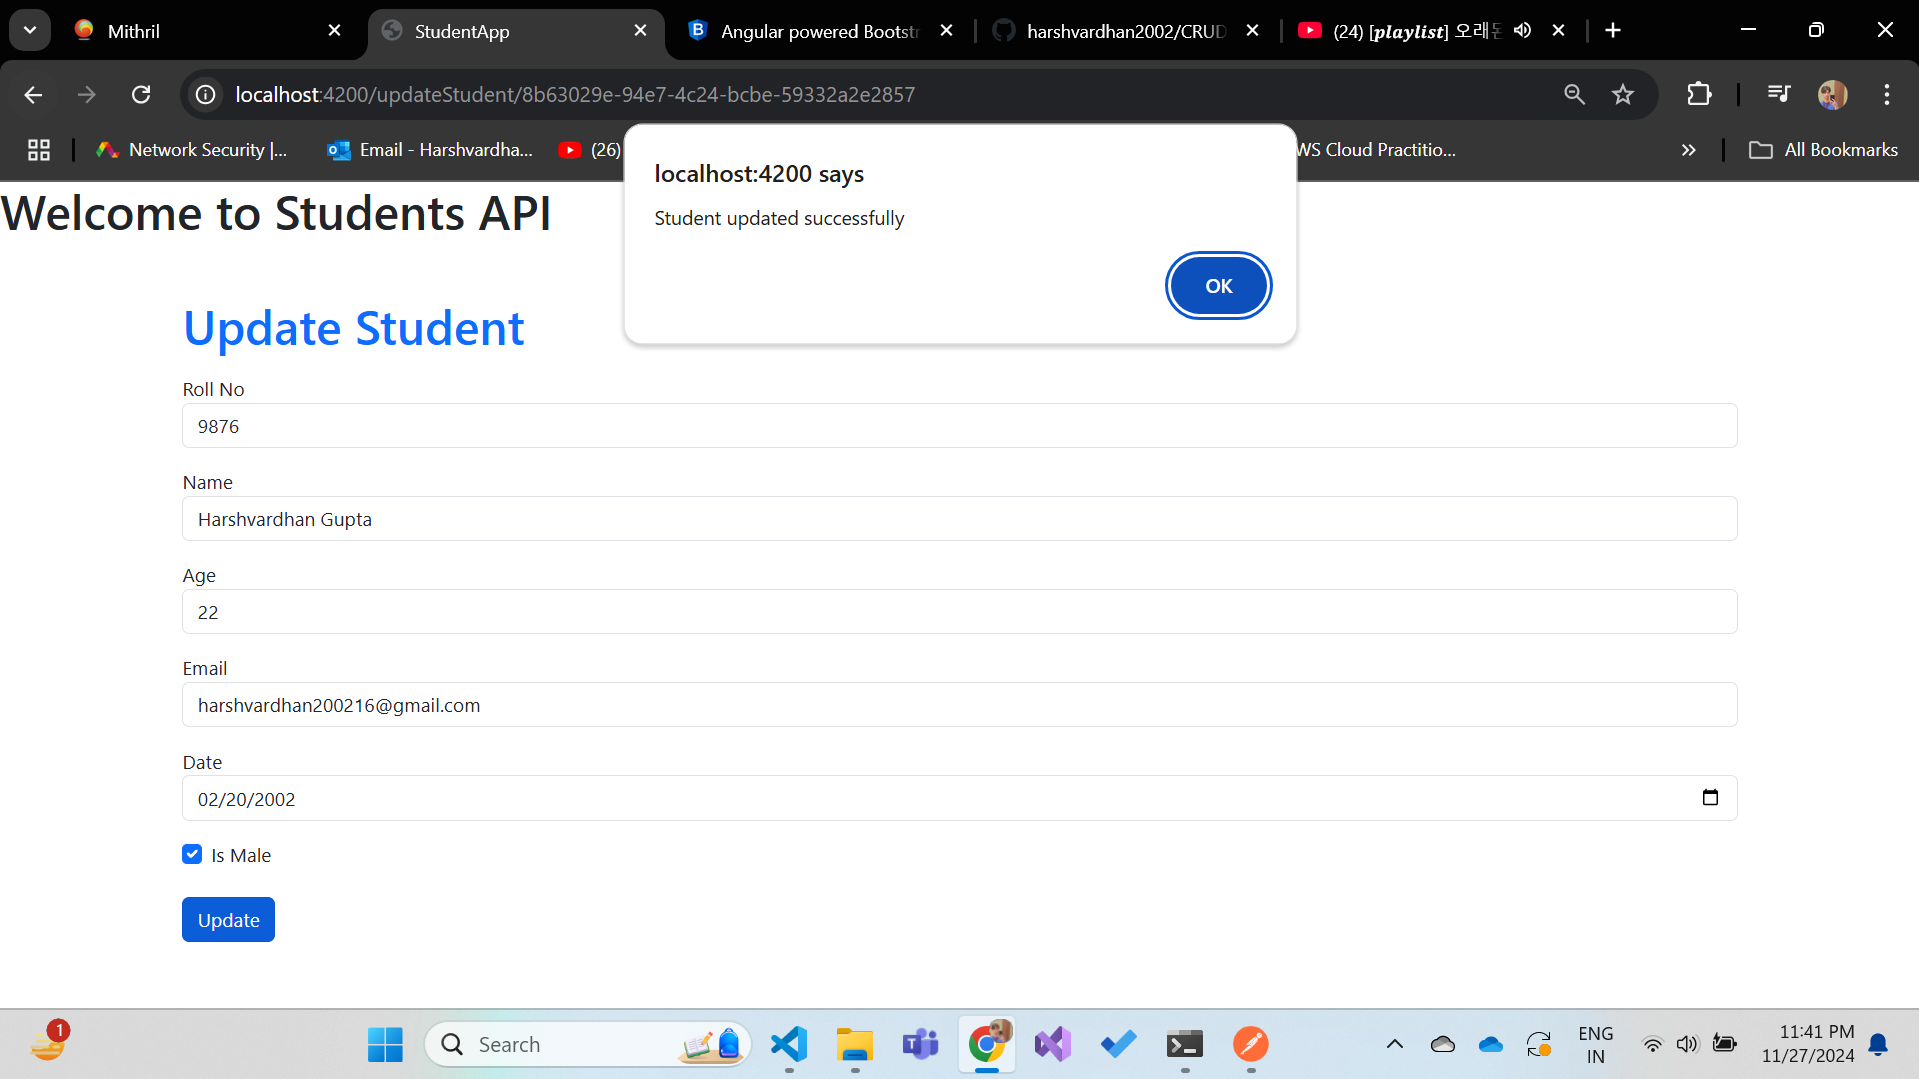 Mithril
StudentApp
Angular powered Bootstr
harshvardhan2002/CRUD
(24) [playlist] 오래된
localhost:4200/updateStudent/8b63029e-94e7-4c24-bcbe-59332a2e2857
Network Security |...
Email - Harshvardha...
(26)
WS Cloud Practitio...
All Bookmarks
localhost:4200 says
Student updated successfully
OK
Welcome to Students API
Update Student
Roll No
9876
Name
Harshvardhan Gupta
Age
22
Email
harshvardhan200216@gmail.com
Date
02/20/2002
Is Male
Update
1
Search
ENG
IN
11:41 PM
11/27/2024